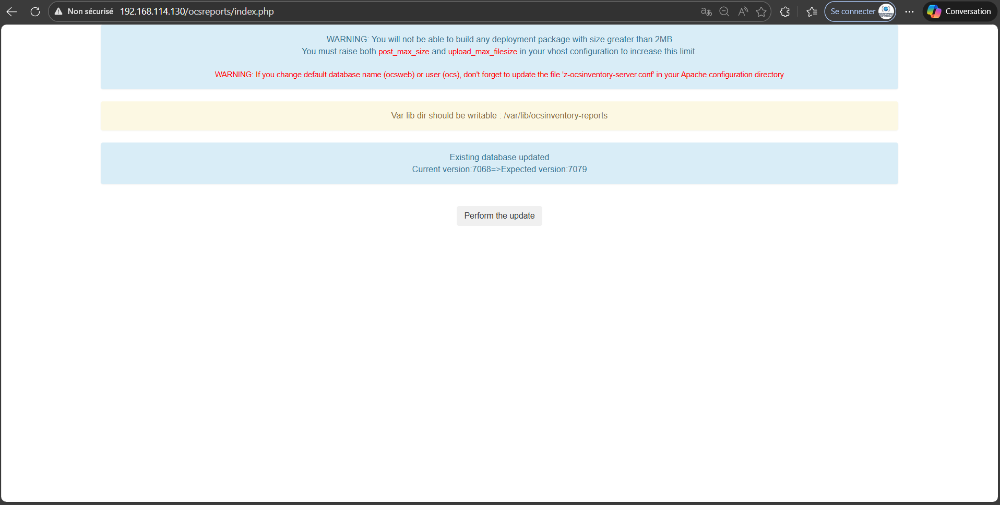 Non sécurisé 192.168.114.130/ocsreports/index.php Se connecter Conversation
WARNING: You will not be able to build any deployment package with size greater than 2MB
You must raise both post_max_size and upload_max_filesize in your vhost configuration to increase this limit.
WARNING: If you change default database name (ocsweb) or user (ocs), don't forget to update the file 'z-ocsinventory-server.conf' in your Apache configuration directory
Var lib dir should be writable : /var/lib/ocsinventory-reports
Existing database updated
Current version:7068=>Expected version:7079
Perform the update